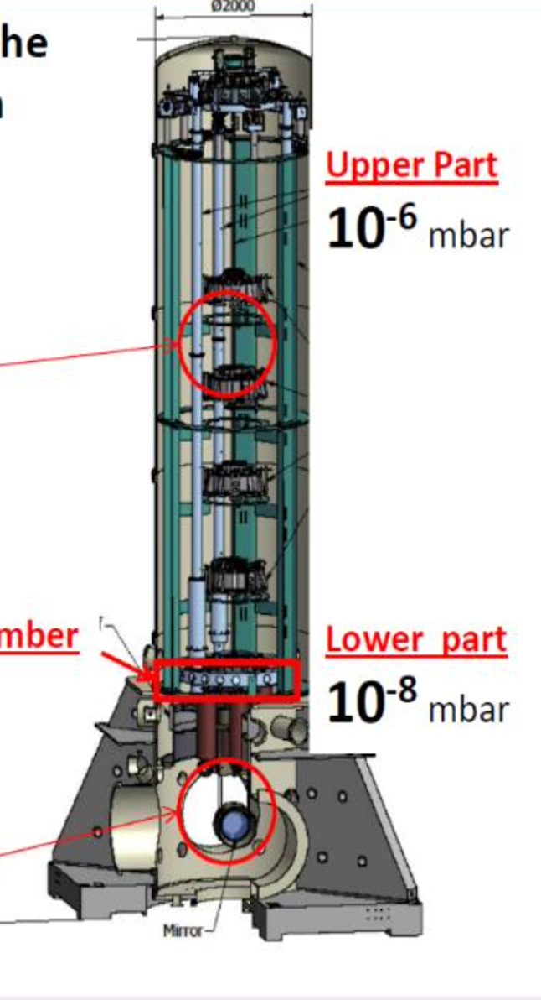 Ø2000
he
Upper Part
10⁻⁶ mbar
mber
Lower part
10⁻⁸ mbar
Mirror